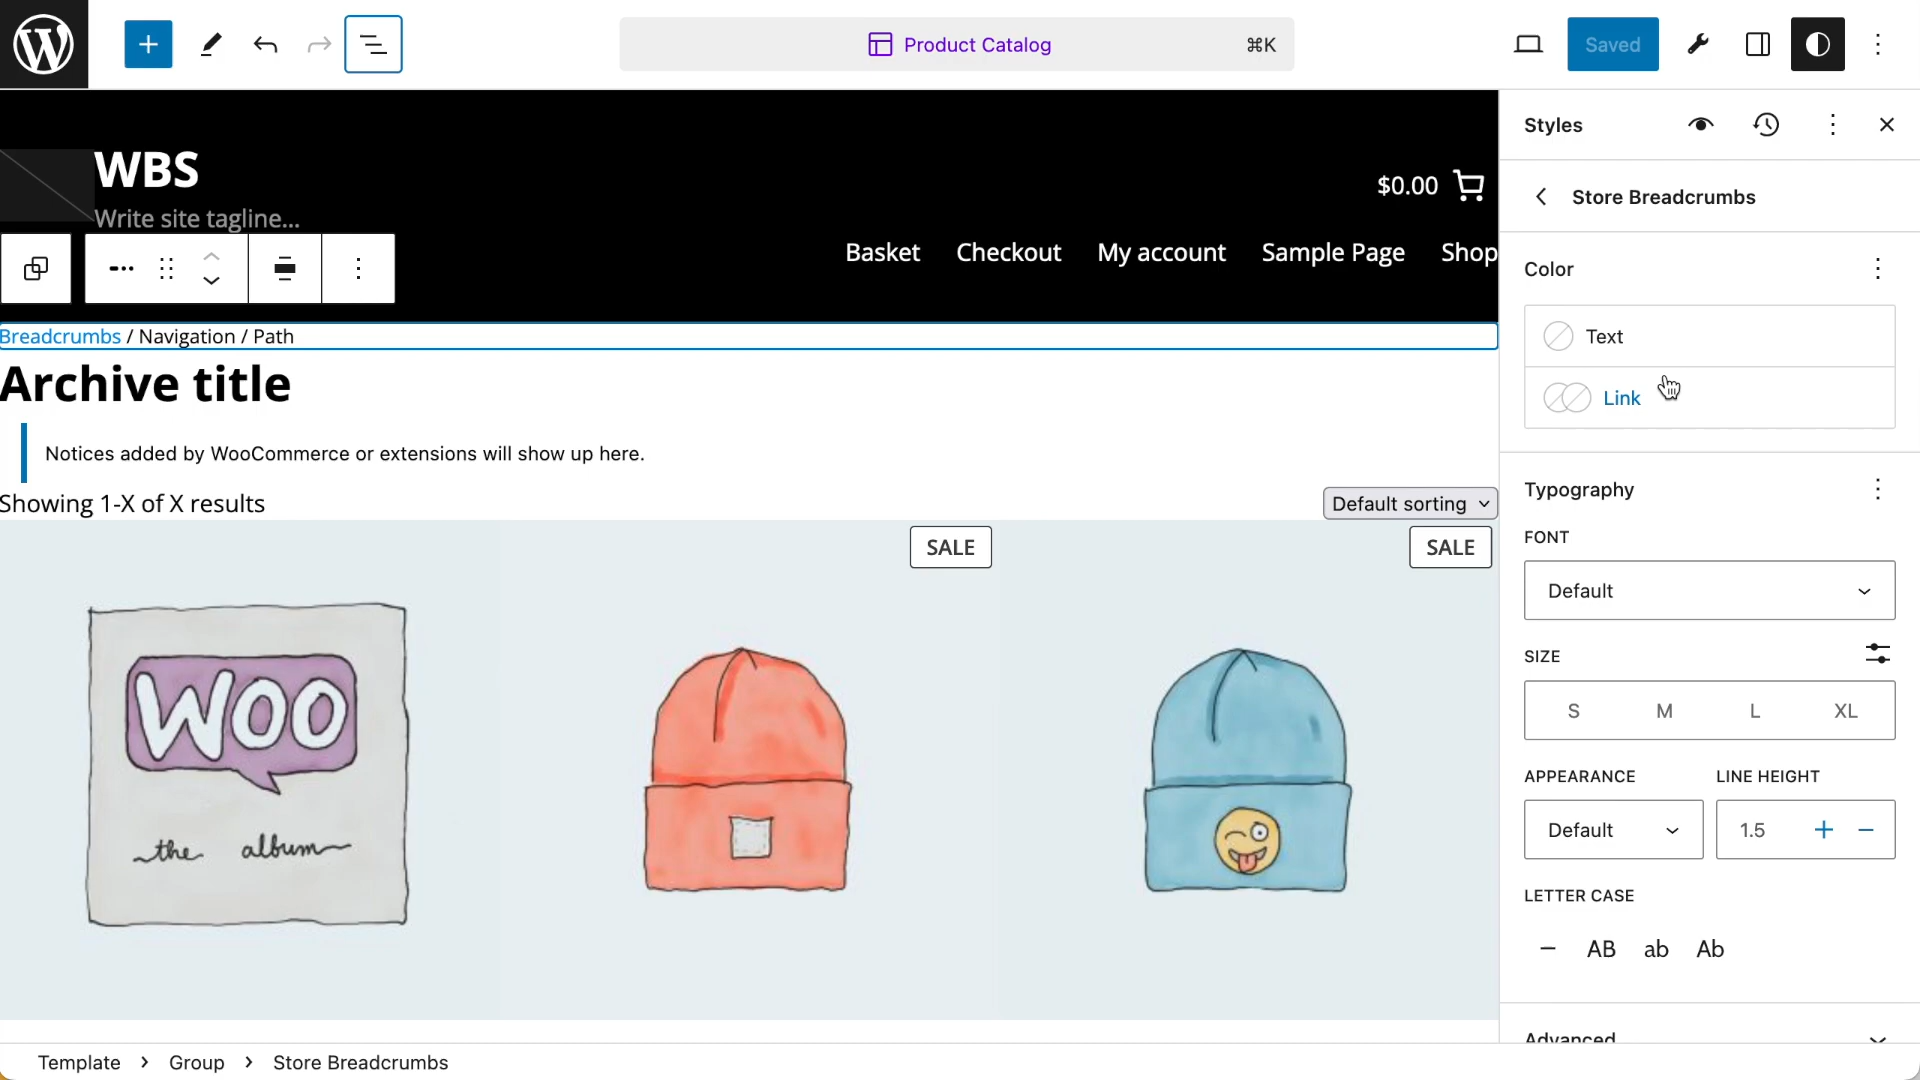 Product Catalog ⌘K
Saved
WBS
Write site tagline...
$0.00
Basket Checkout My account Sample Page Shop
Breadcrumbs / Navigation / Path
Archive title
Notices added by WooCommerce or extensions will show up here.
Showing 1-X of X results
Default sorting
SALE
SALE
WOO
the album
Styles
Store Breadcrumbs
Color
Text
Link
Typography
FONT
Default
SIZE
S M L XL
APPEARANCE LINE HEIGHT
Default 1.5 + −
LETTER CASE
− AB ab Ab
Advanced
Template > Group > Store Breadcrumbs